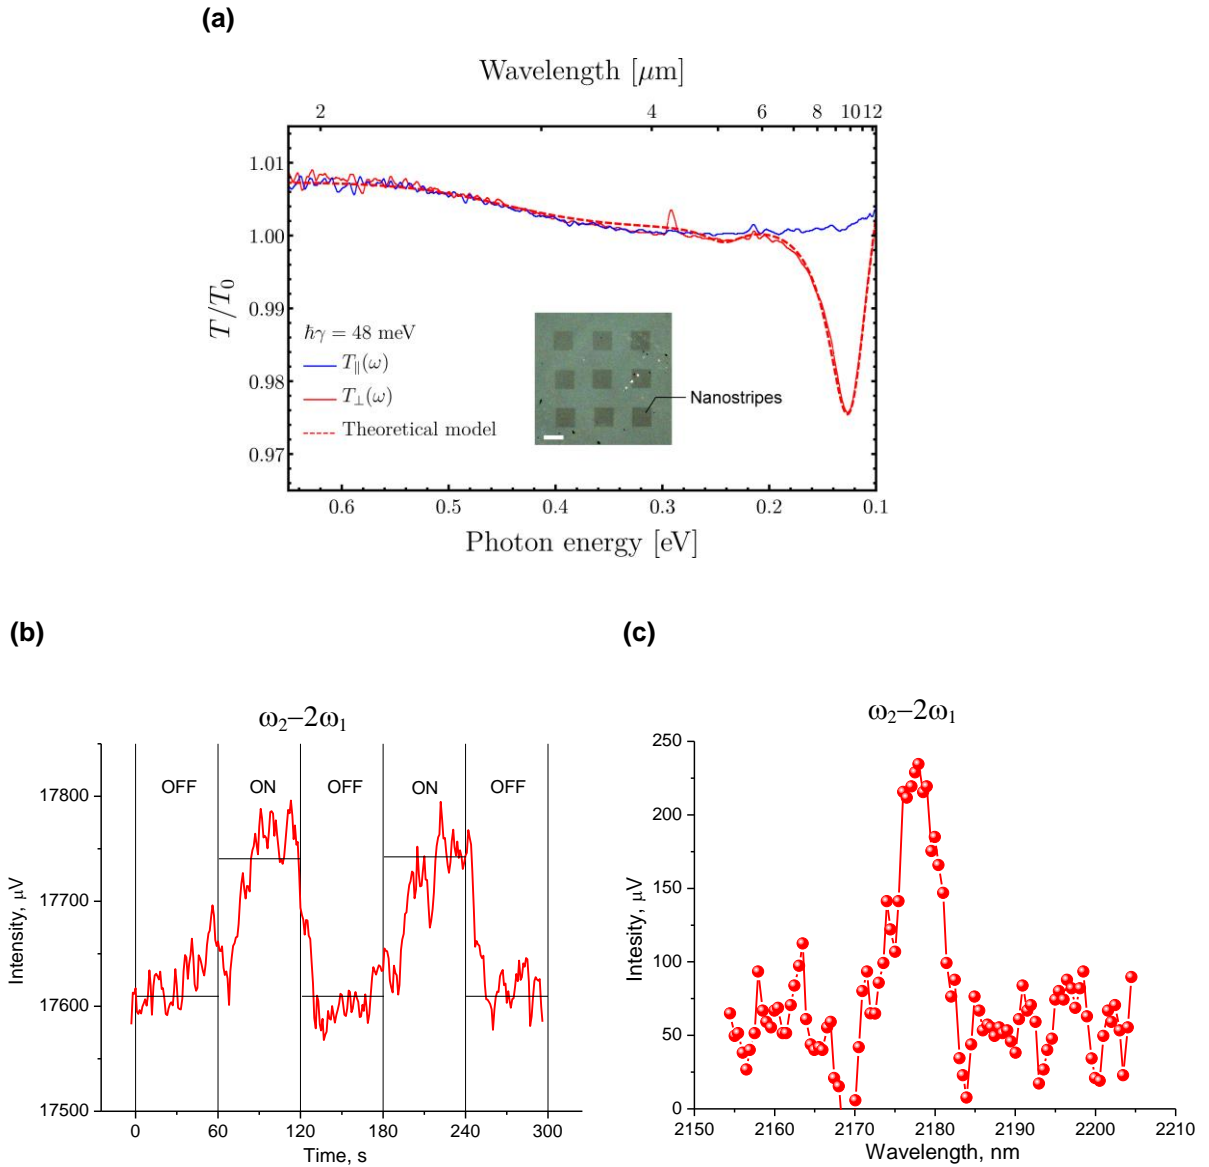 (a)
Wavelength [μm]
2 4 6 8 10 12
1.01
1.00
0.99
0.98
0.97
T/T₀
ħγ = 48 meV
T∥(ω)
T⊥(ω)
Theoretical model
Nanostripes
0.6 0.5 0.4 0.3 0.2 0.1
Photon energy [eV]
(b)
ω₂−2ω₁
OFF ON OFF ON OFF
17800
17700
17600
17500
Intensity, μV
0 60 120 180 240 300
Time, s
(c)
ω₂−2ω₁
250
200
150
100
50
0
Intesity, μV
2150 2160 2170 2180 2190 2200 2210
Wavelength, nm